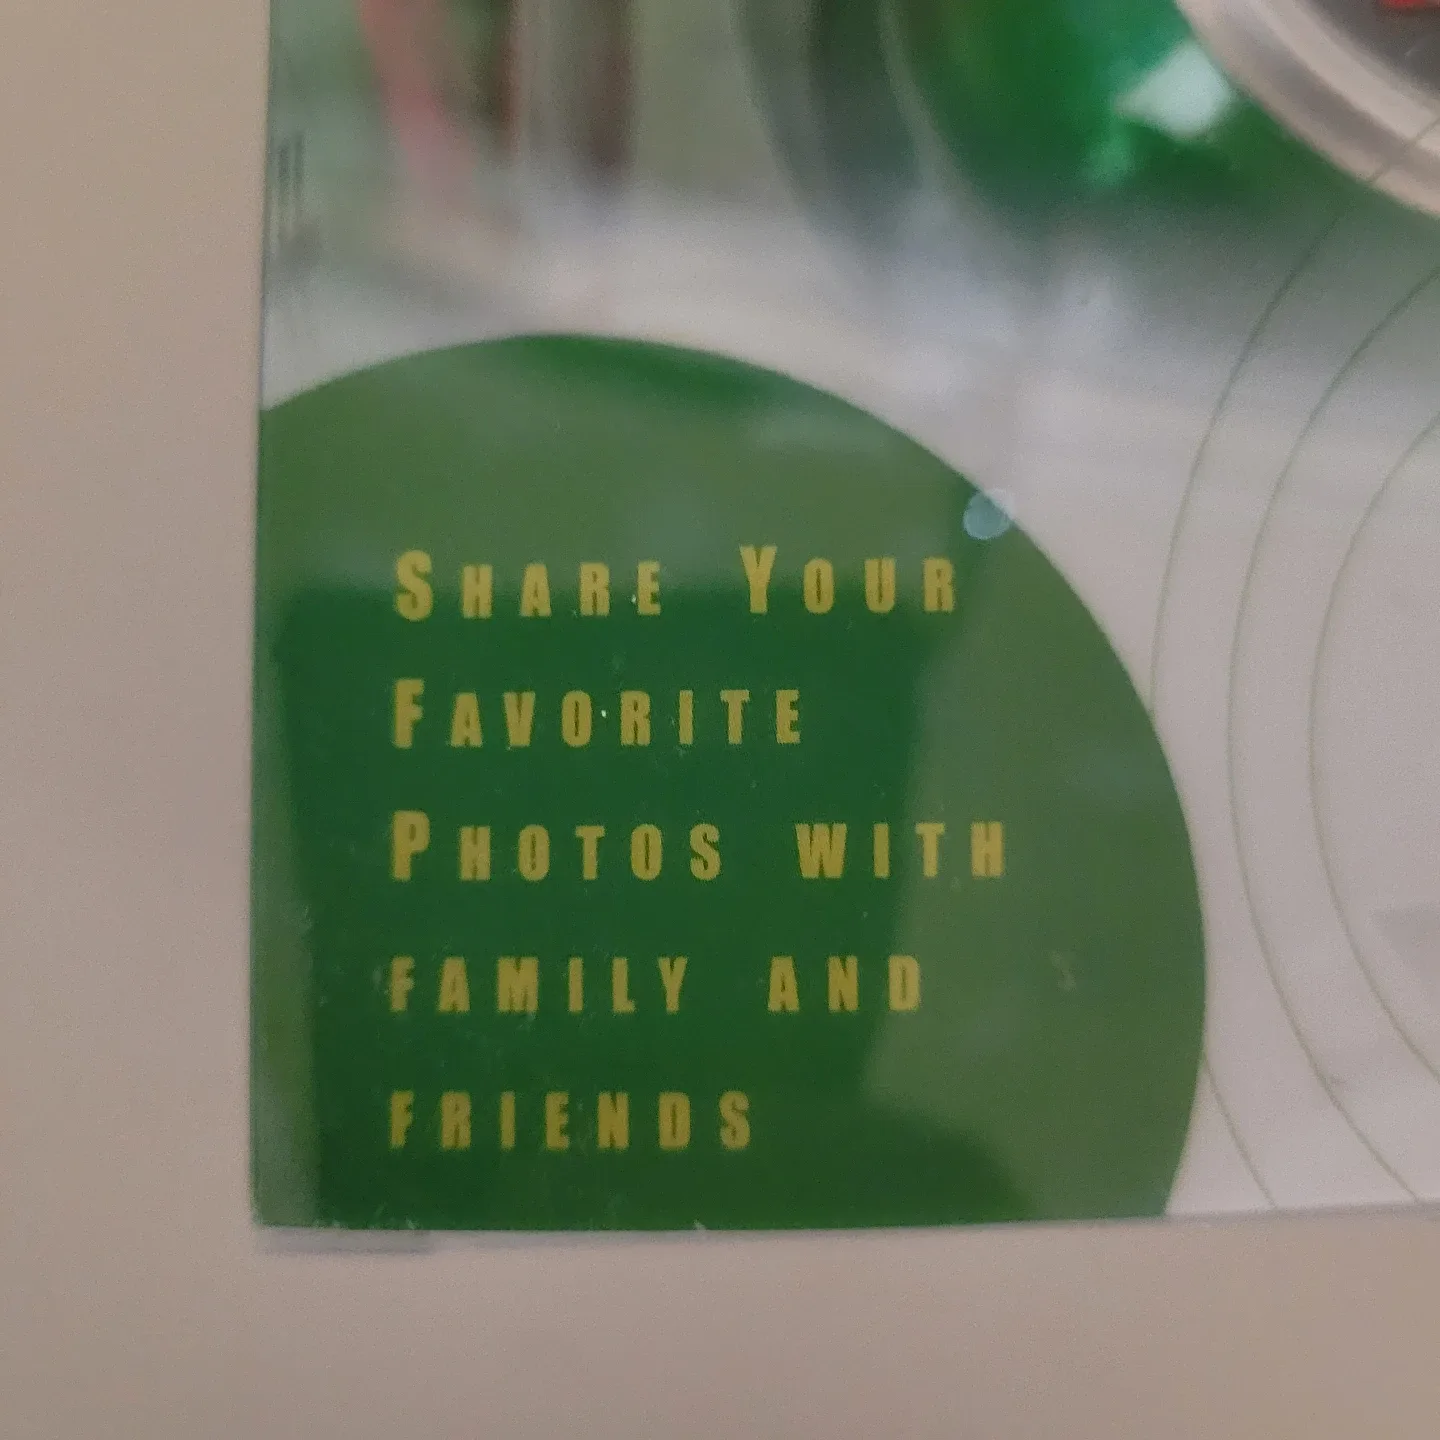 SHARE YOUR
FAVORITE
PHOTOS WITH
FAMILY AND
FRIENDS